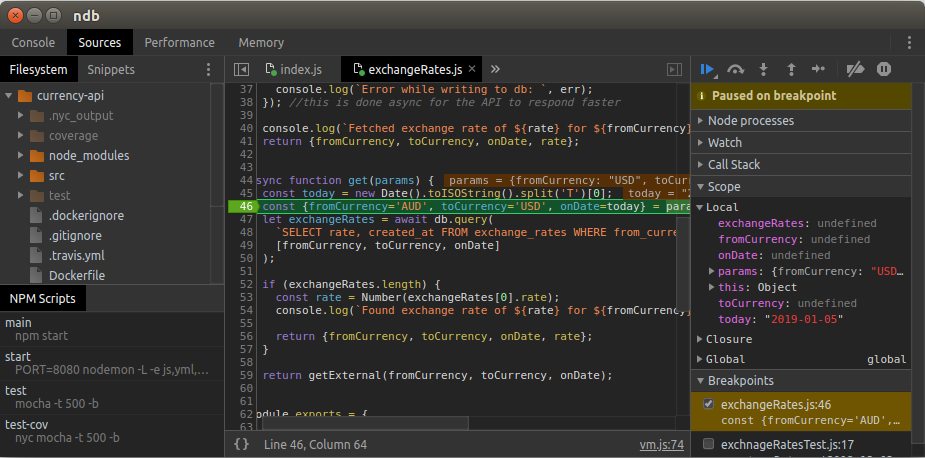 ndb
Console Sources Performance Memory
Filesystem Snippets
currency-api
.nyc_output
coverage
node_modules
src
test
.dockerignore
.gitignore
.travis.yml
Dockerfile
NPM Scripts
main
npm start
start
PORT=8080 nodemon -L -e js,yml,…
test
mocha -t 500 -b
test-cov
nyc mocha -t 500 -b
index.js exchangeRates.js × »
37 console.log(`Error while writing to db: `, err);
38 }); //this is done async for the API to respond faster
39
40 console.log(`Fetched exchange rate of ${rate} for ${fromCurrency}
41 return {fromCurrency, toCurrency, onDate, rate};
42
43
44 sync function get(params) { params = {fromCurrency: "USD", toCurr
45 const today = new Date().toISOString().split('T')[0]; today = "2
46 const {fromCurrency='AUD', toCurrency='USD', onDate=today} = para
47 let exchangeRates = await db.query(
48 `SELECT rate, created_at FROM exchange_rates WHERE from_curre
49 [fromCurrency, toCurrency, onDate]
50 );
51
52 if (exchangeRates.length) {
53 const rate = Number(exchangeRates[0].rate);
54 console.log(`Found exchange rate of ${rate} for ${fromCurrency}
55
56 return {fromCurrency, toCurrency, onDate, rate};
57 }
58
59 return getExternal(fromCurrency, toCurrency, onDate);
60
61
62 odule.exports = {
63
{ } Line 46, Column 64 vm.js:74
Paused on breakpoint
Node processes
Watch
Call Stack
Scope
Local
exchangeRates: undefined
fromCurrency: undefined
onDate: undefined
params: {fromCurrency: "USD…
this: Object
toCurrency: undefined
today: "2019-01-05"
Closure
Global global
Breakpoints
exchangeRates.js:46
const {fromCurrency='AUD',…
exchnageRatesTest.js:17